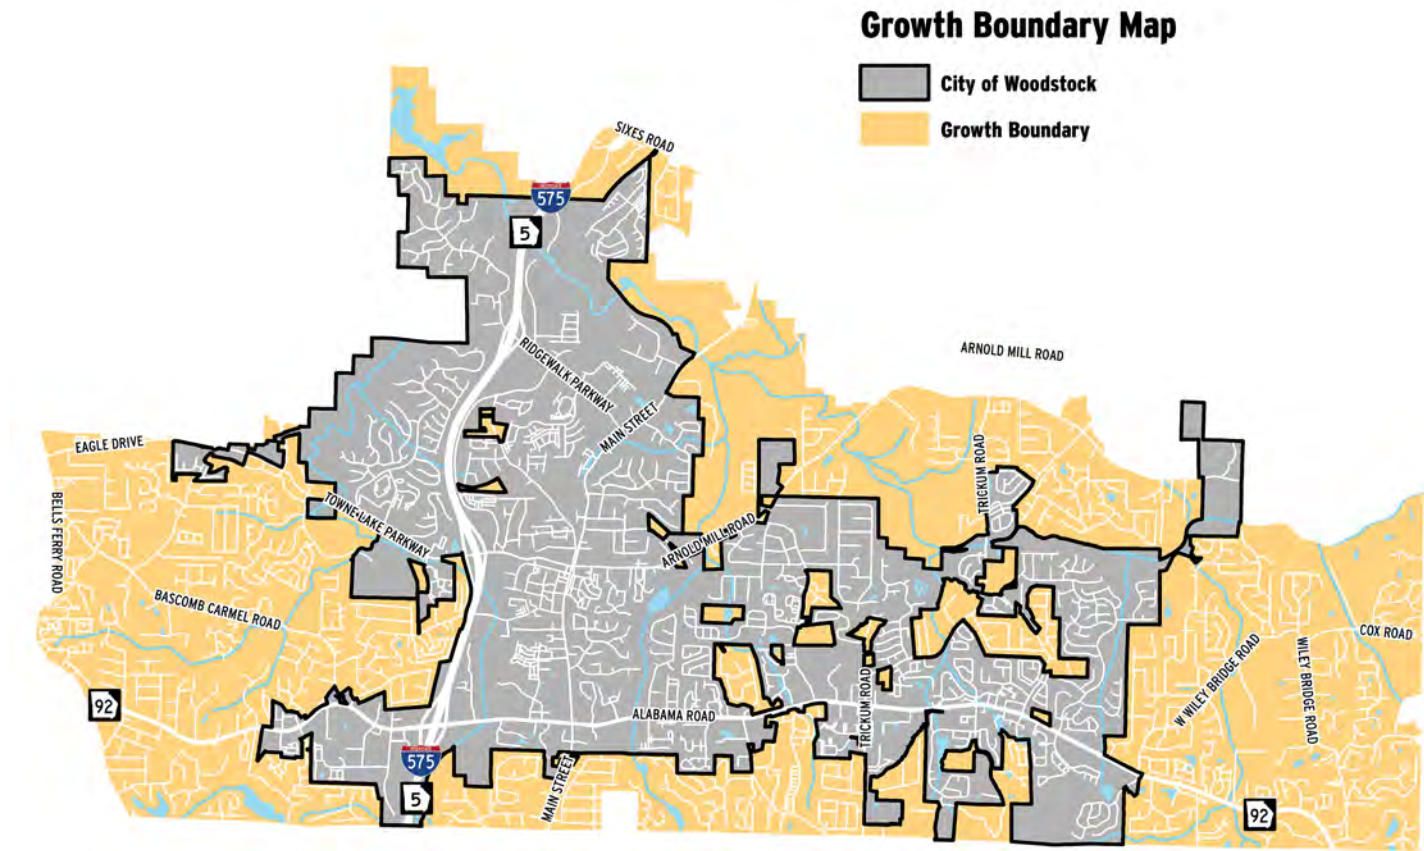 Growth Boundary Map
City of Woodstock
Growth Boundary
SIXES ROAD
575
5
ARNOLD MILL ROAD
RIDGEWALK PARKWAY
MAIN STREET
EAGLE DRIVE
TRICKUM ROAD
BELLS FERRY ROAD
TOWNE LAKE PARKWAY
ARNOLD MILL ROAD
BASCOMB CARMEL ROAD
COX ROAD
W WILEY BRIDGE ROAD
WILEY BRIDGE ROAD
92
TRICKUM ROAD
ALABAMA ROAD
575
5
MAIN STREET
92